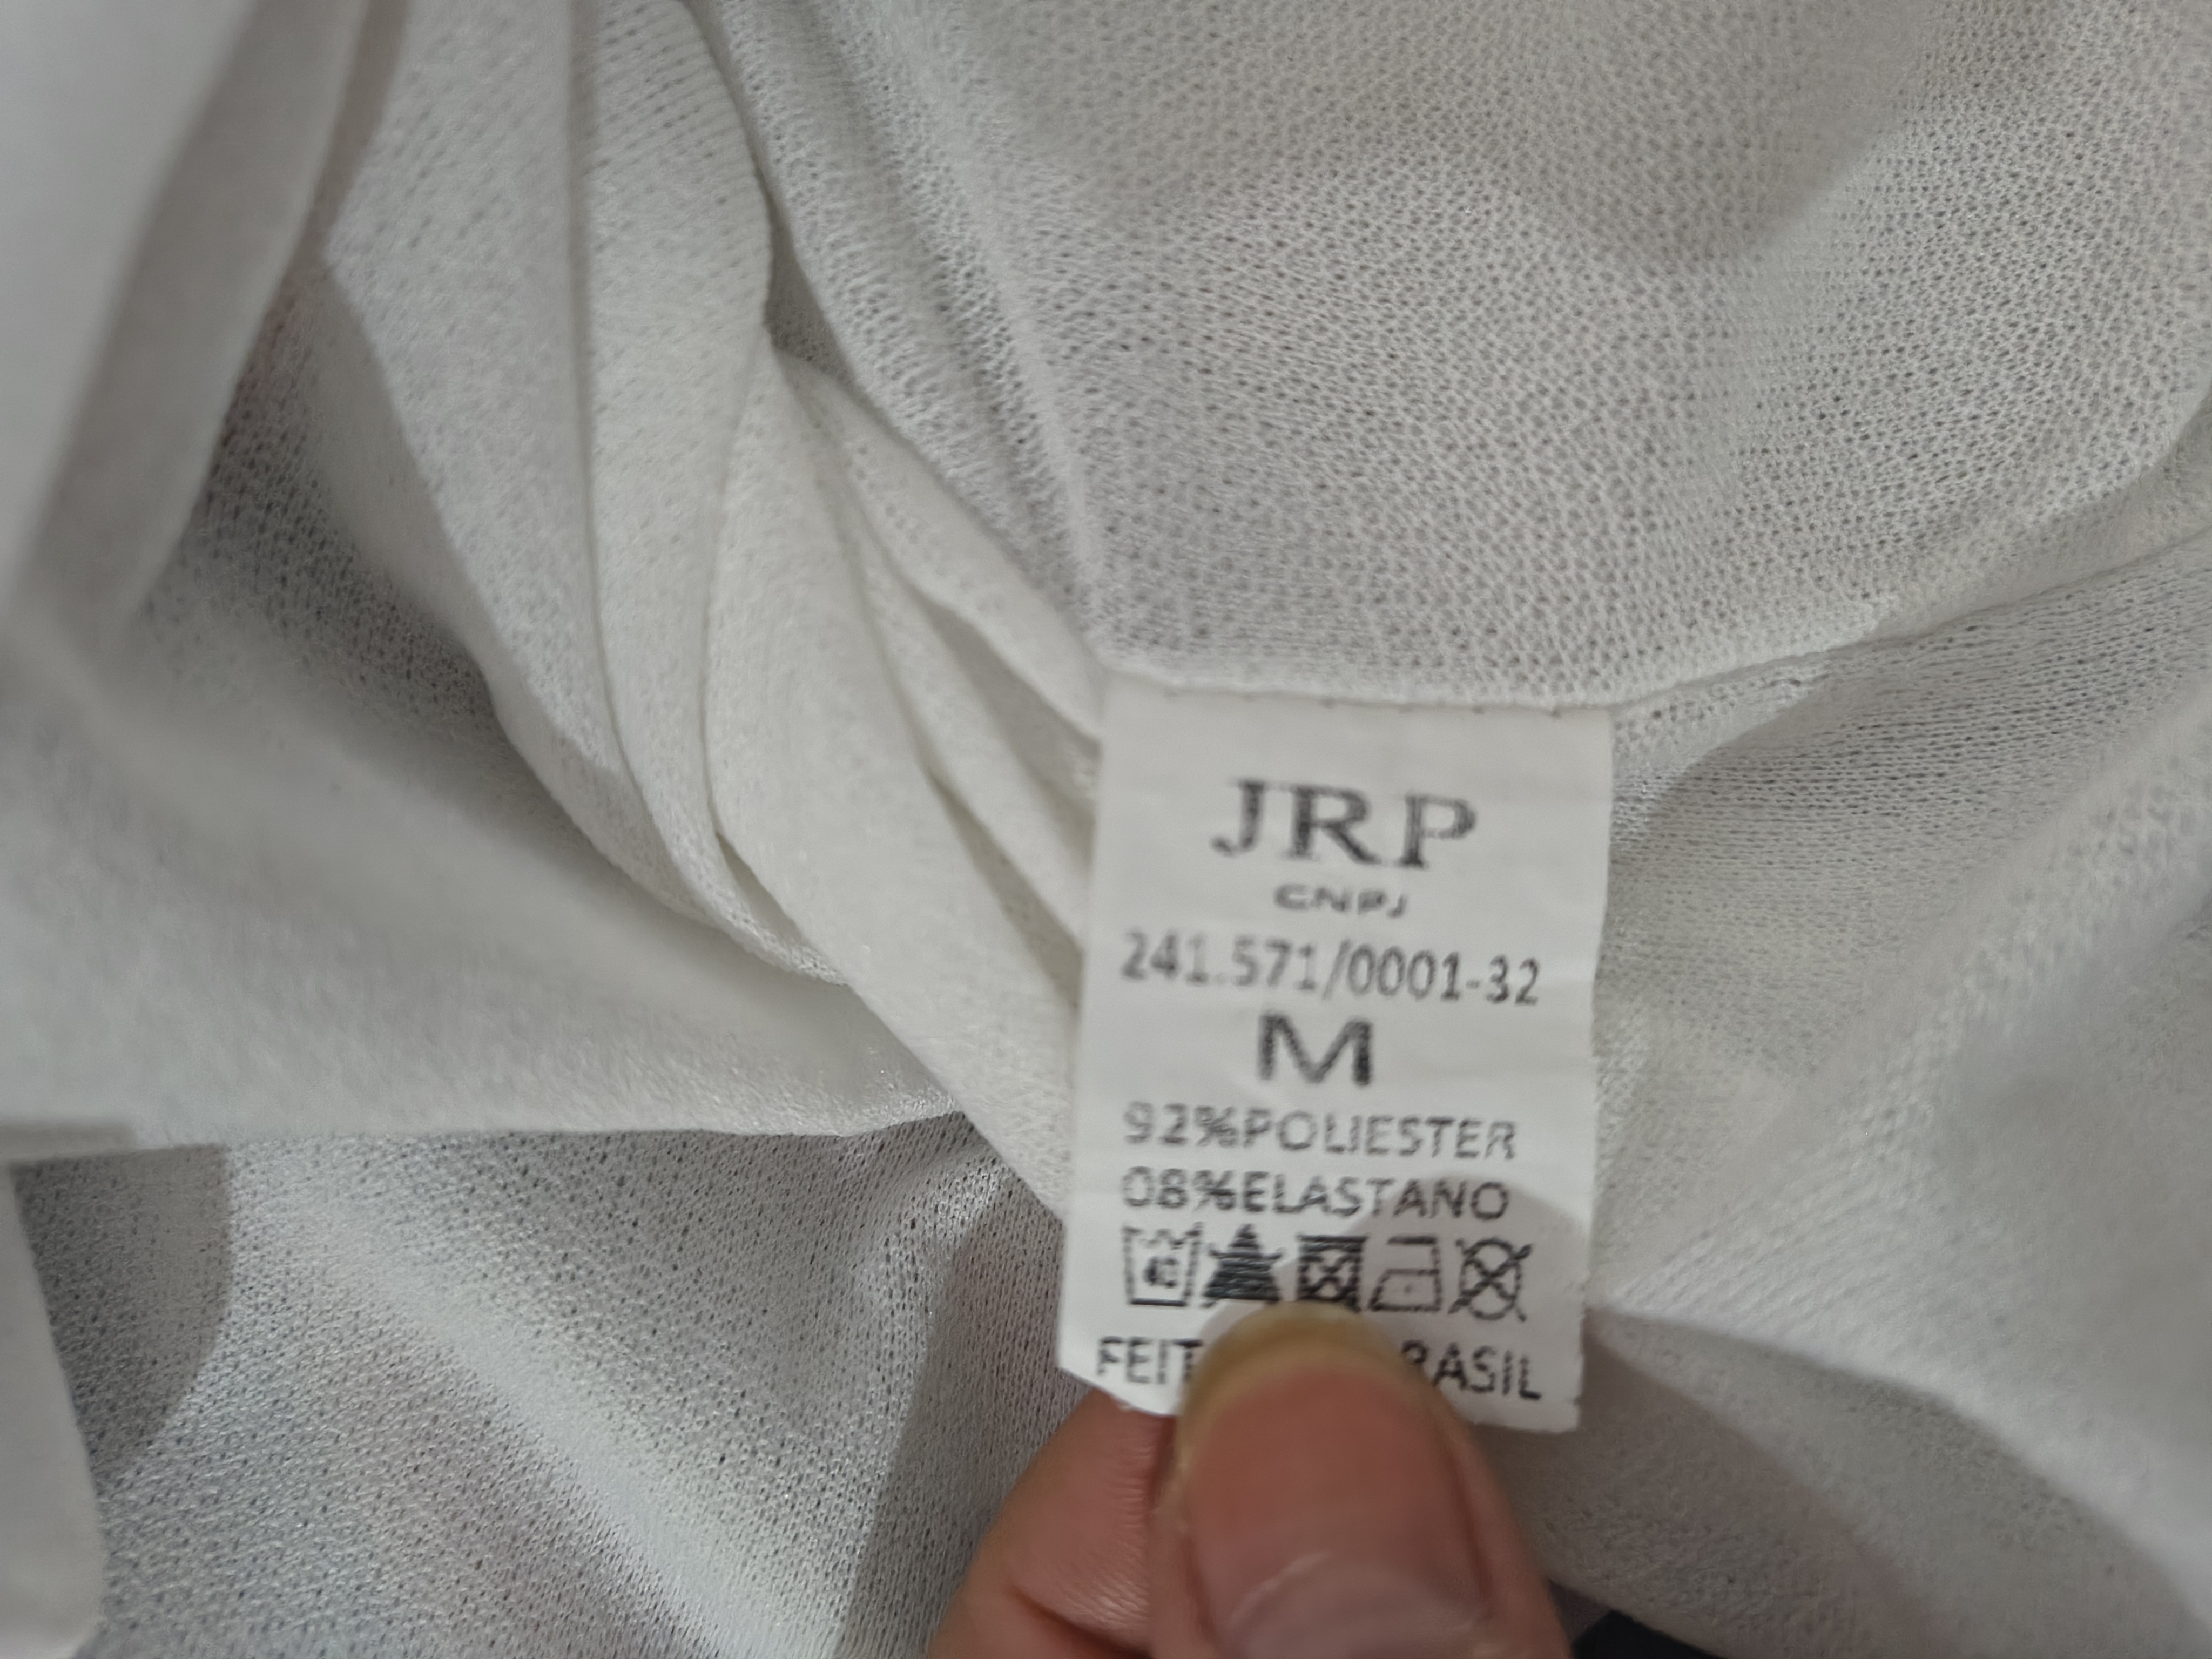 JRP
CNPJ
241.571/0001-32
M
92%POLIESTER
08%ELASTANO